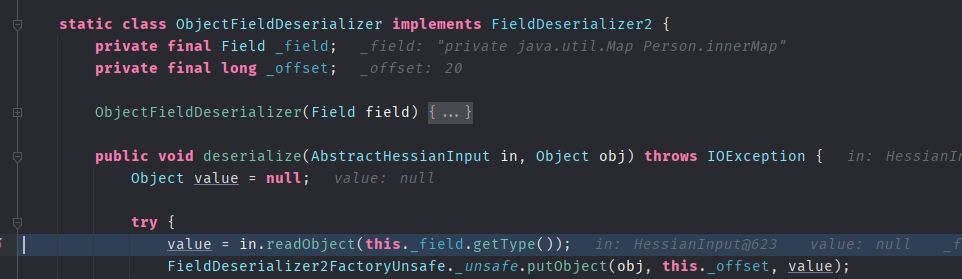 static class ObjectFieldDeserializer implements FieldDeserializer2 {
private final Field _field;   _field: "private java.util.Map Person.innerMap"
private final long _offset;   _offset: 20
ObjectFieldDeserializer(Field field) {...}
public void deserialize(AbstractHessianInput in, Object obj) throws IOException {   in: HessianIn
Object value = null;   value: null
try {
value = in.readObject(this._field.getType());   in: HessianInput@623   value: null   _f
FieldDeserializer2FactoryUnsafe._unsafe.putObject(obj, this._offset, value);